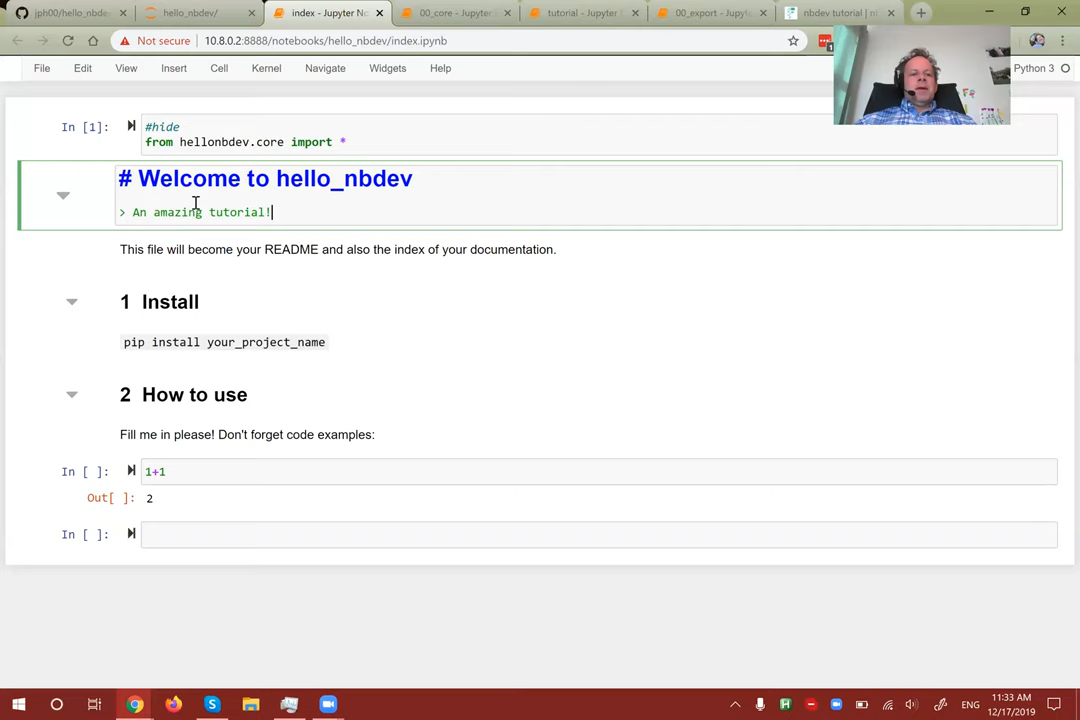 jph00/hello_nbde
hello_nbdev/
index - Jupyter No
00_core - Jupyter
tutorial - Jupyter
00_export - Jupyt
nbdev tutorial | n
Not secure
10.8.0.2:8888/notebooks/hello_nbdev/index.ipynb
File
Edit
View
Insert
Cell
Kernel
Navigate
Widgets
Help
Python 3
In [1]:
#hide
from hellonbdev.core import *
# Welcome to hello_nbdev
> An amazing tutorial!
This file will become your README and also the index of your documentation.
1 Install
pip install your_project_name
2 How to use
Fill me in please! Don't forget code examples:
In [ ]:
1+1
Out[ ]:
2
In [ ]:
ENG
11:33 AM
12/17/2019